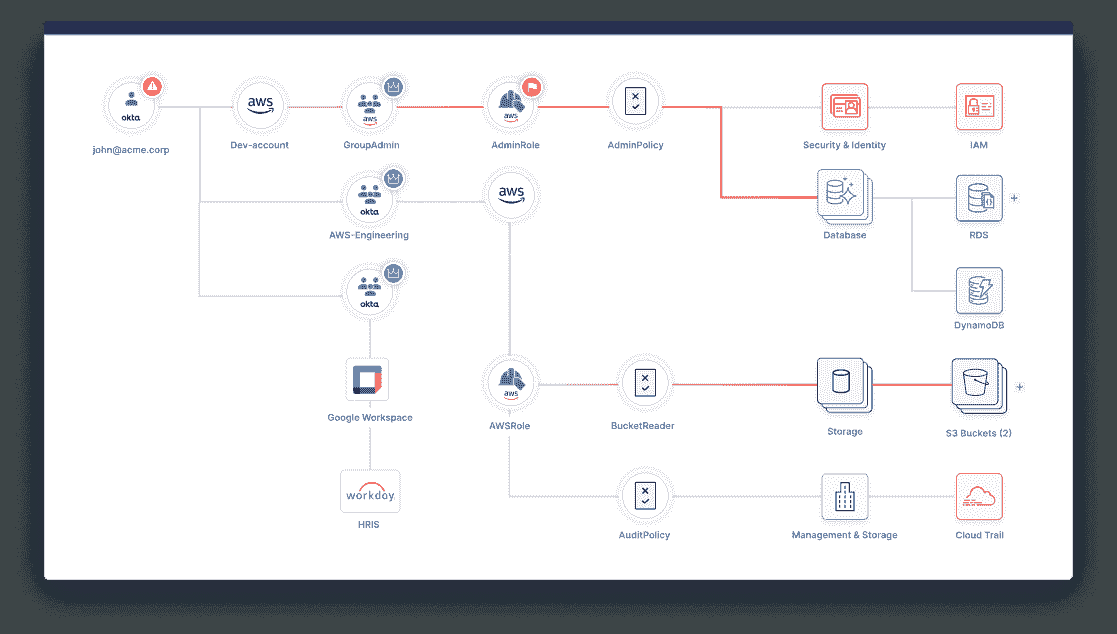 okta
john@acme.corp
aws
Dev-account
aws
GroupAdmin
aws
AdminRole
AdminPolicy
Security & Identity
IAM
okta
AWS-Engineering
aws
Database
RDS
+
okta
DynamoDB
Google Workspace
aws
AWSRole
BucketReader
Storage
S3 Buckets (2)
+
workday
HRIS
AuditPolicy
Management & Storage
Cloud Trail